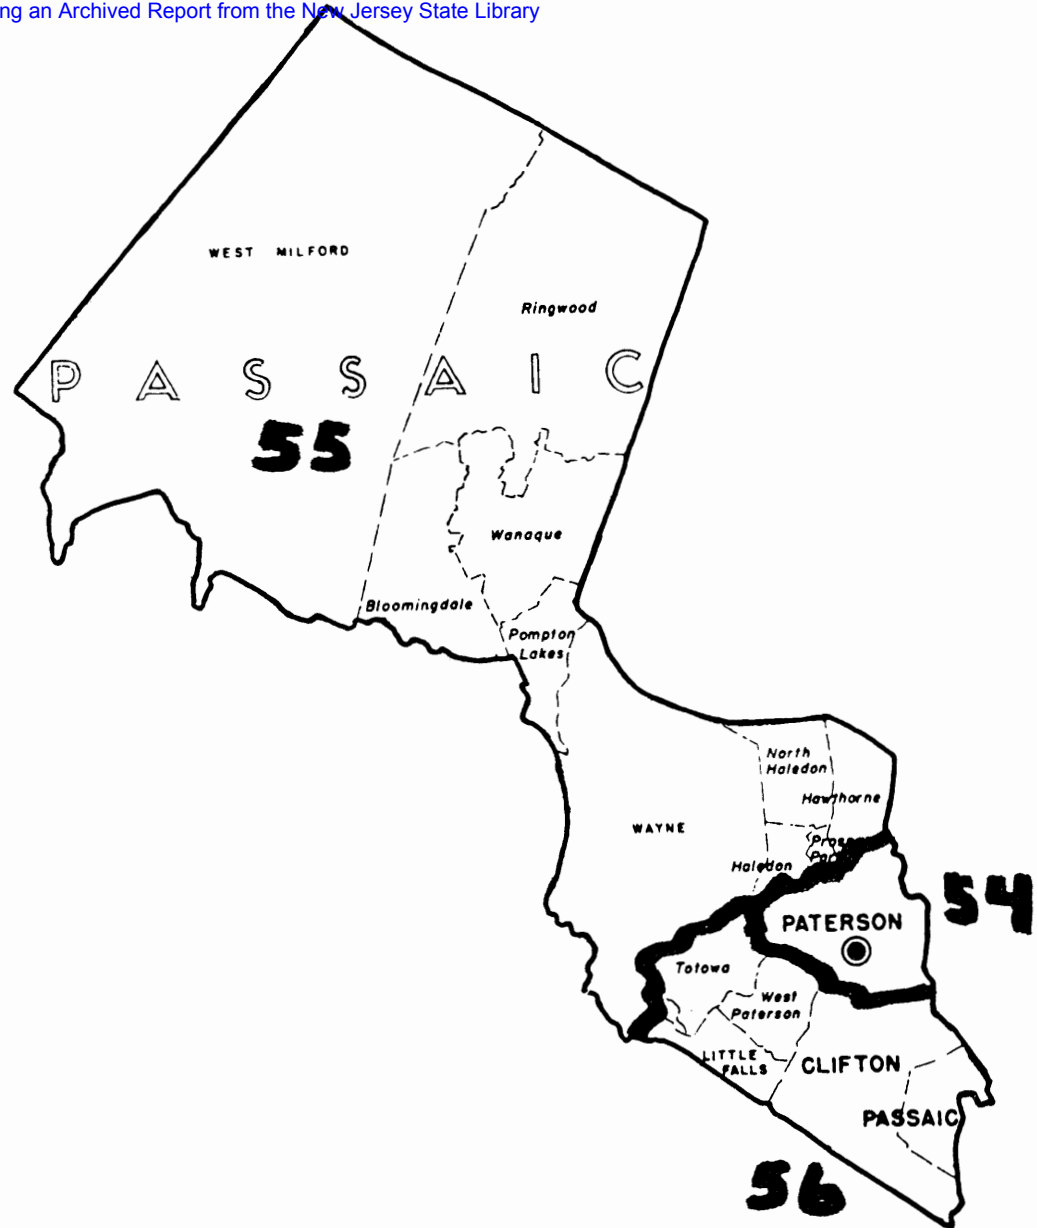 ng an Archived Report from the New Jersey State Library
WEST MILFORD
Ringwood
PASSAIC
55
Wanaque
Bloomingdale
Pompton
Lakes
North
Haledon
Hawthorne
WAYNE
Haledon
54
PATERSON
Totowa
West
Paterson
LITTLE
FALLS
CLIFTON
PASSAIC
56